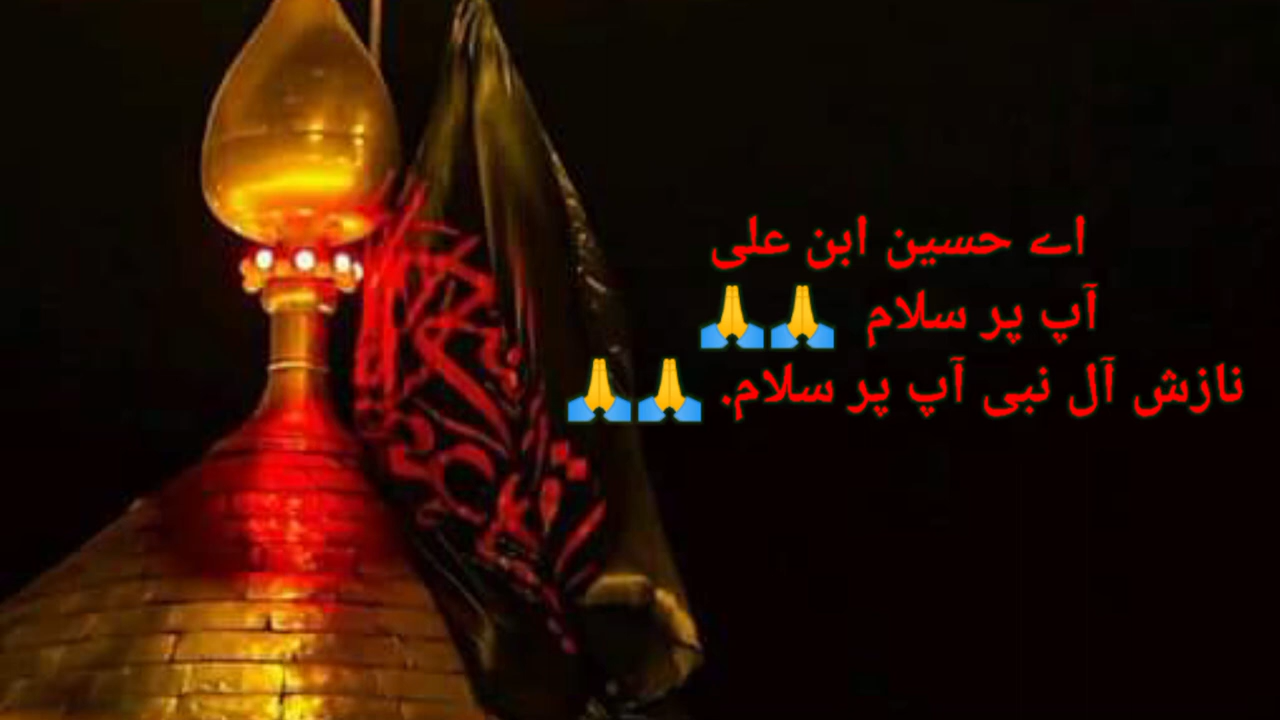 اے حسین ابن علی
آپ پر سلام 🙏🙏
نازش آل نبی آپ پر سلام. 🙏🙏